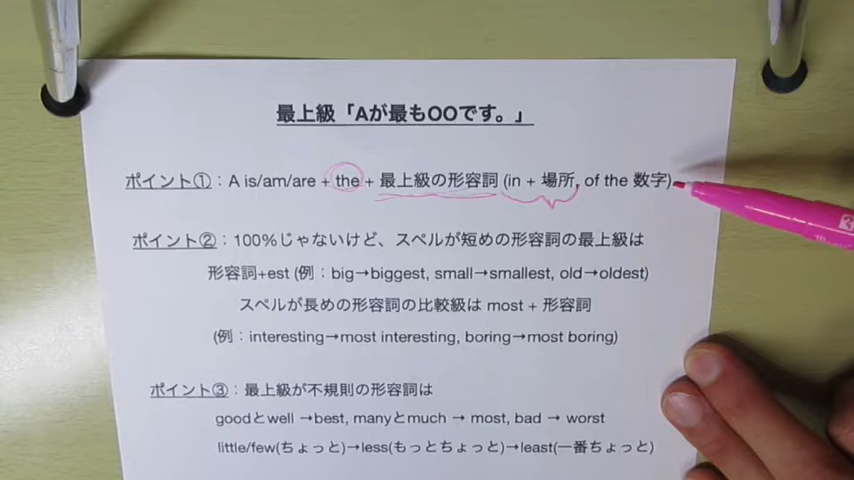 最上級「Aが最も〇〇です。」
ポイント①：A is/am/are + the + 最上級の形容詞 (in + 場所, of the 数字)
ポイント②：100%じゃないけど、スペルが短めの形容詞の最上級は
形容詞+est (例：big→biggest, small→smallest, old→oldest)
スペルが長めの形容詞の比較級は most + 形容詞
(例：interesting→most interesting, boring→most boring)
ポイント③：最上級が不規則の形容詞は
goodとwell →best, manyとmuch → most, bad → worst
little/few(ちょっと)→less(もっとちょっと)→least(一番ちょっと)